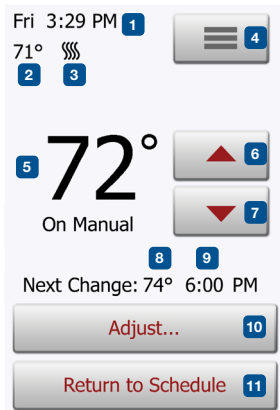 Fri 3:29 PM 1
4
71°
2 3
5 72° 6
7
On Manual
8 9
Next Change: 74° 6:00 PM
Adjust... 10
Return to Schedule 11